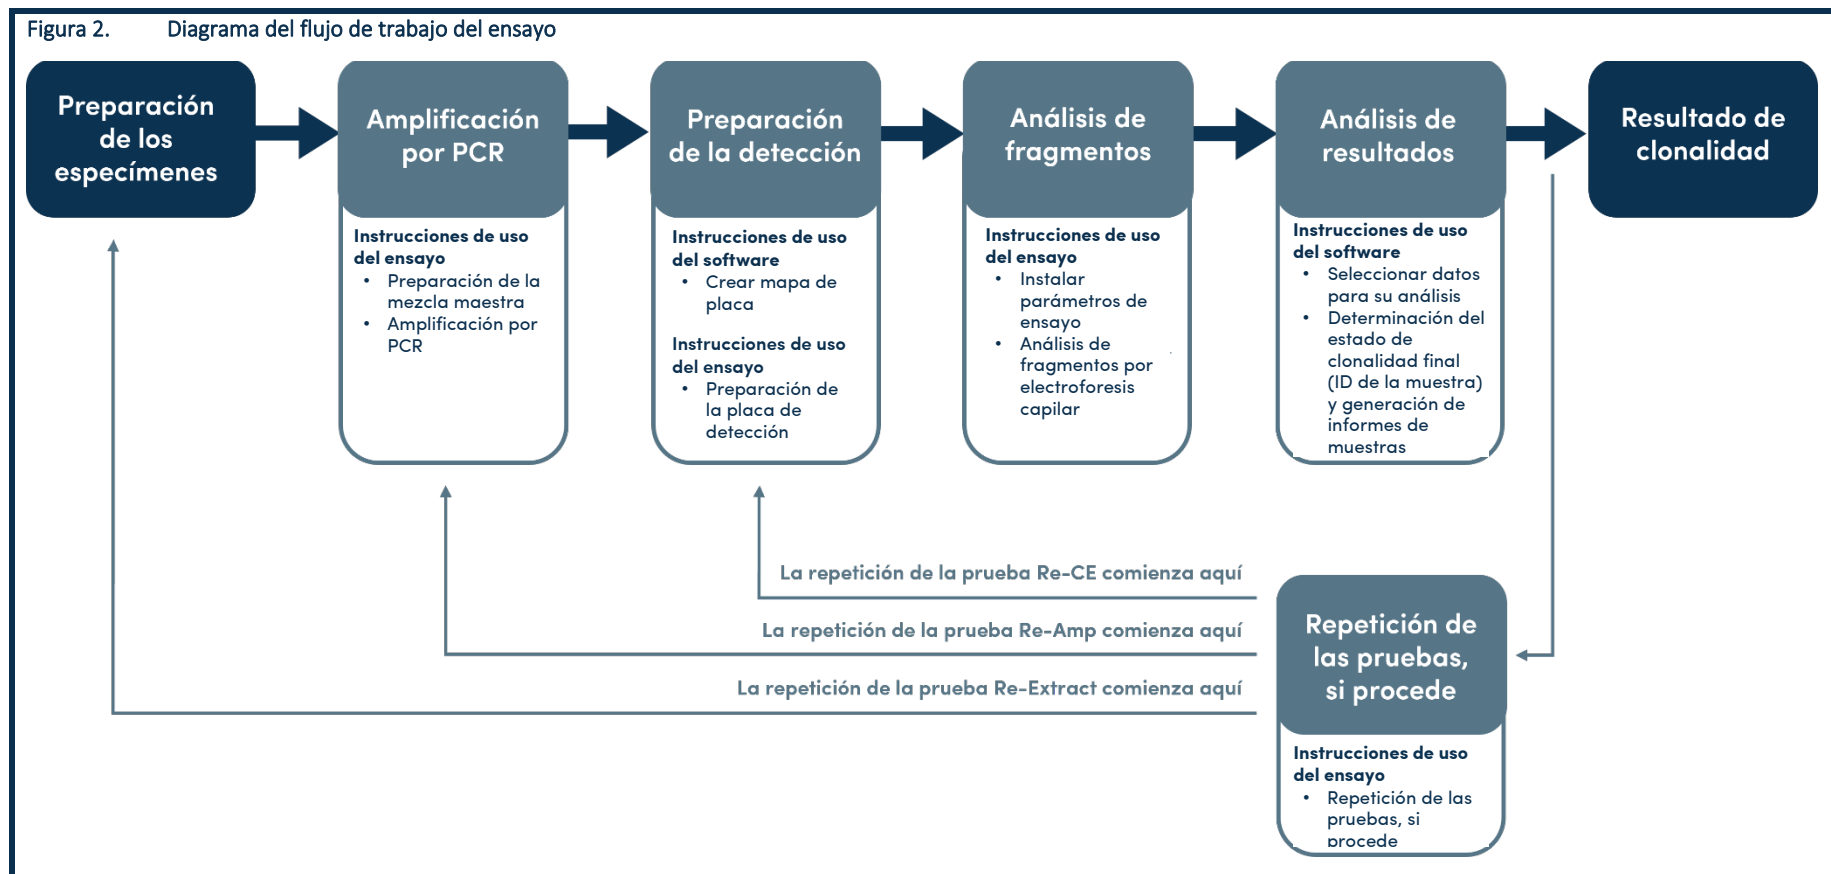 Figura 2. Diagrama del flujo de trabajo del ensayo
Preparación
de los
especímenes
Amplificación
por PCR
Instrucciones de uso
del ensayo
• Preparación de la
mezcla maestra
• Amplificación por
PCR
Preparación
de la detección
Instrucciones de uso
del software
• Crear mapa de
placa
Instrucciones de uso
del ensayo
• Preparación de
la placa de
detección
Análisis de
fragmentos
Instrucciones de uso
del ensayo
• Instalar
parámetros de
ensayo
• Análisis de
fragmentos por
electroforesis
capilar
Análisis de
resultados
Instrucciones de uso
del software
• Seleccionar datos
para su análisis
• Determinación del
estado de
clonalidad final
(ID de la muestra)
y generación de
informes de
muestras
Resultado de
clonalidad
La repetición de la prueba Re-CE comienza aquí
La repetición de la prueba Re-Amp comienza aquí
La repetición de la prueba Re-Extract comienza aquí
Repetición de
las pruebas,
si procede
Instrucciones de uso
del ensayo
• Repetición de las
pruebas, si
procede